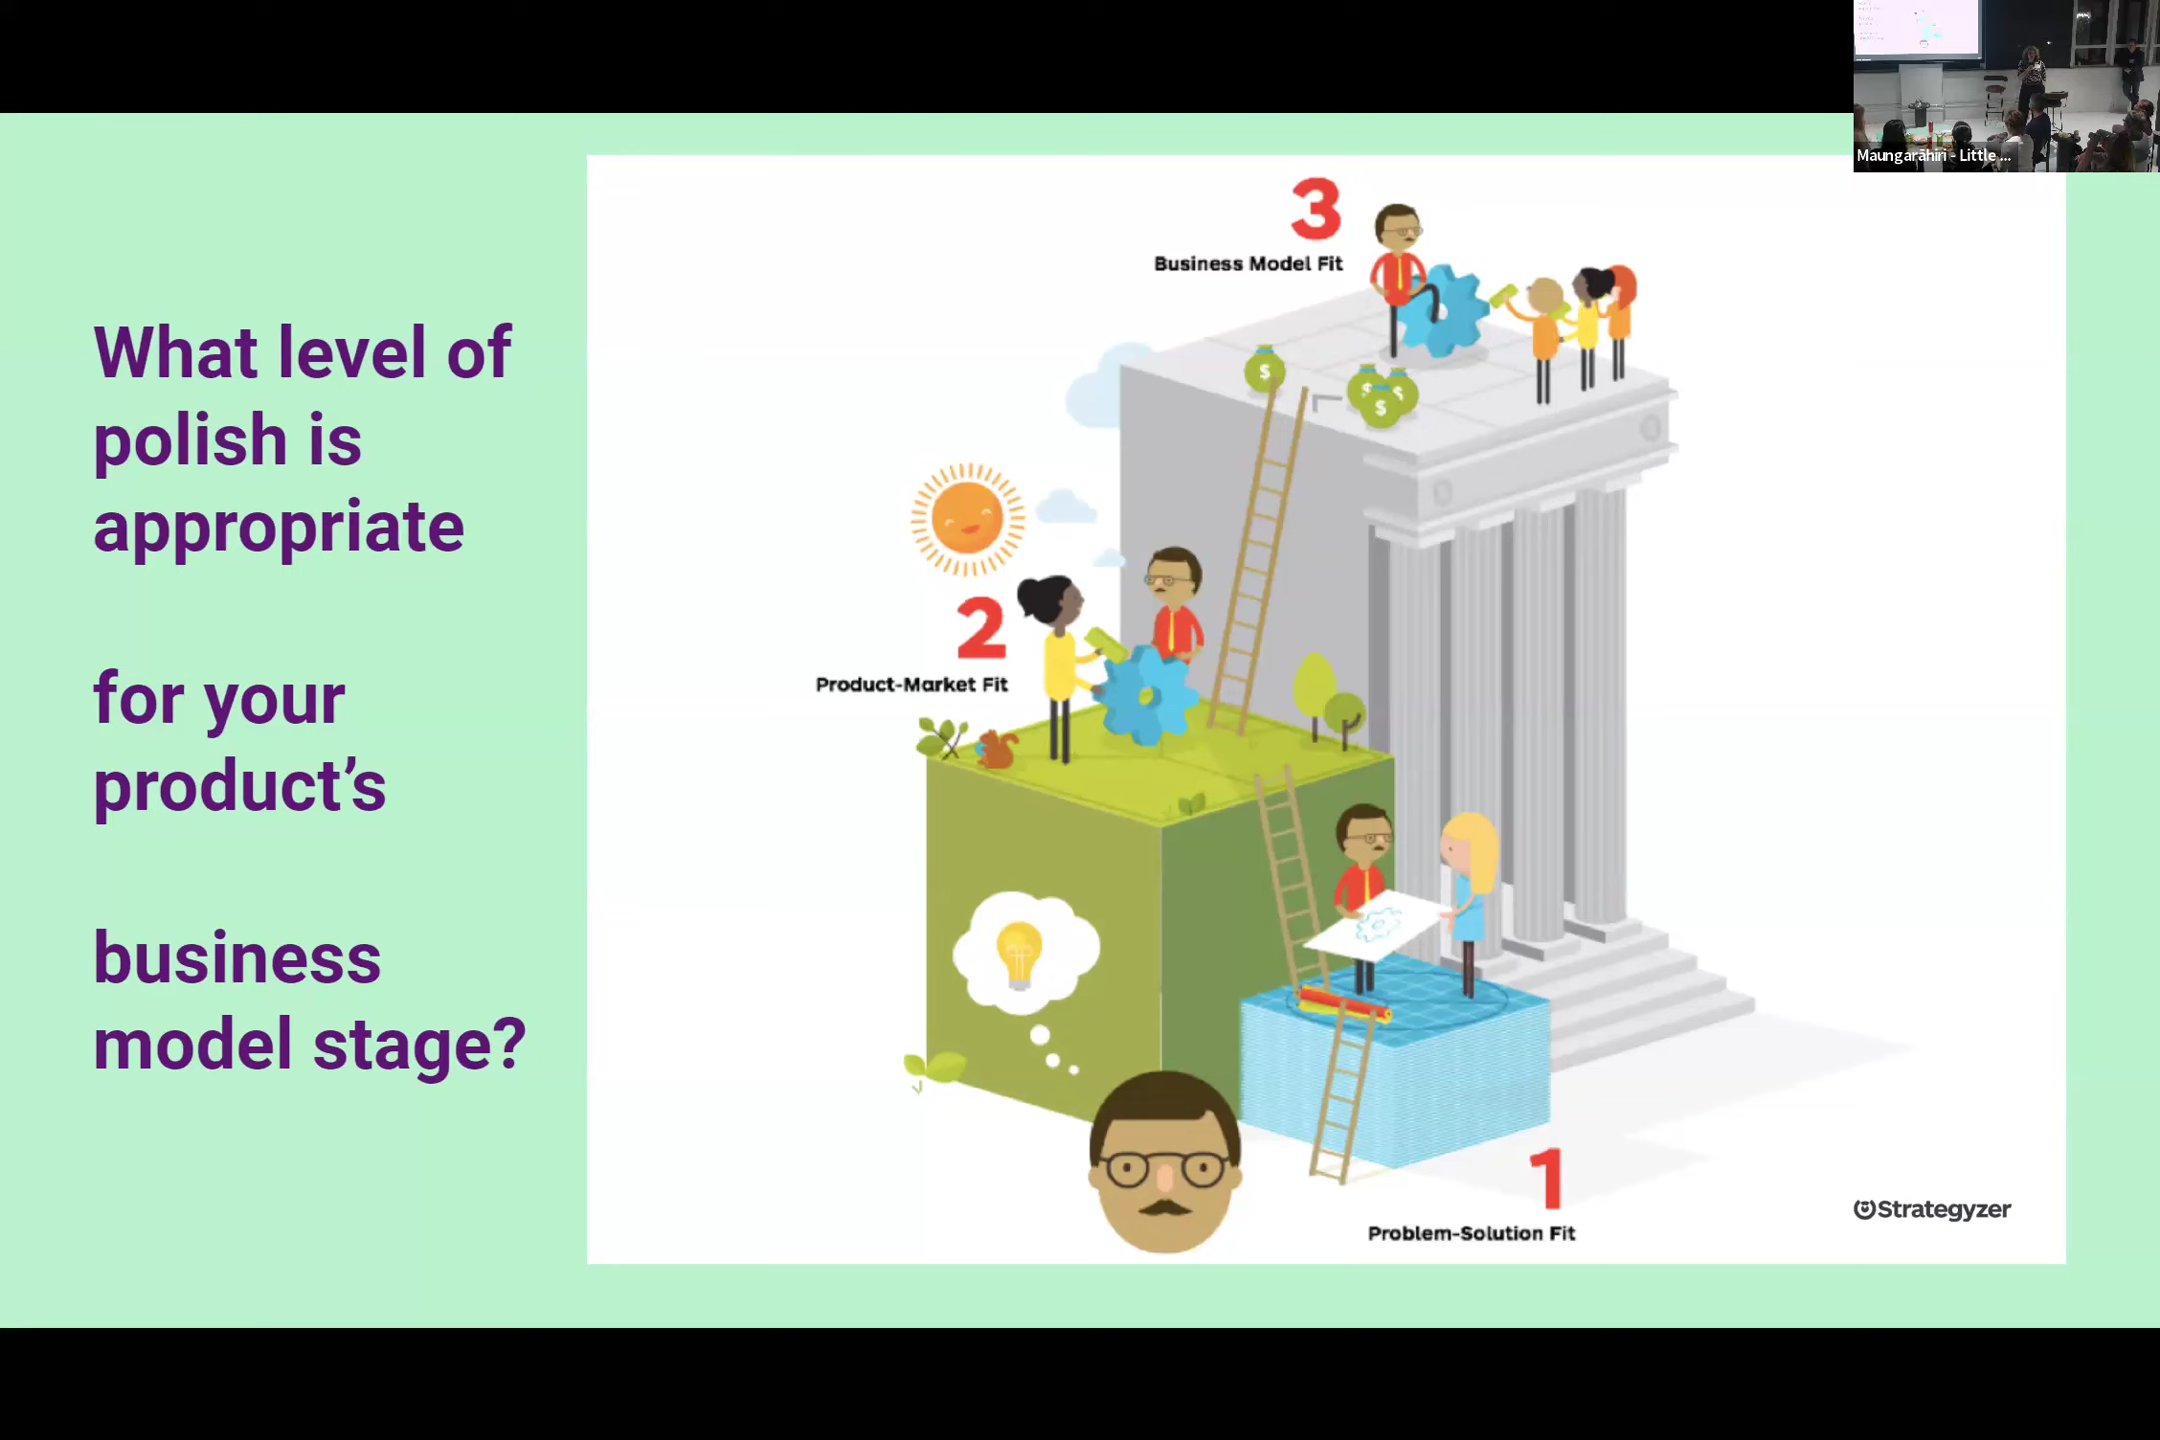 What level of
polish is
appropriate
for your
product’s
business
model stage?
3
Business Model Fit
$
$
$
$
2
Product-Market Fit
1
Problem-Solution Fit
Strategyzer
Maungarāhiri - Little ...